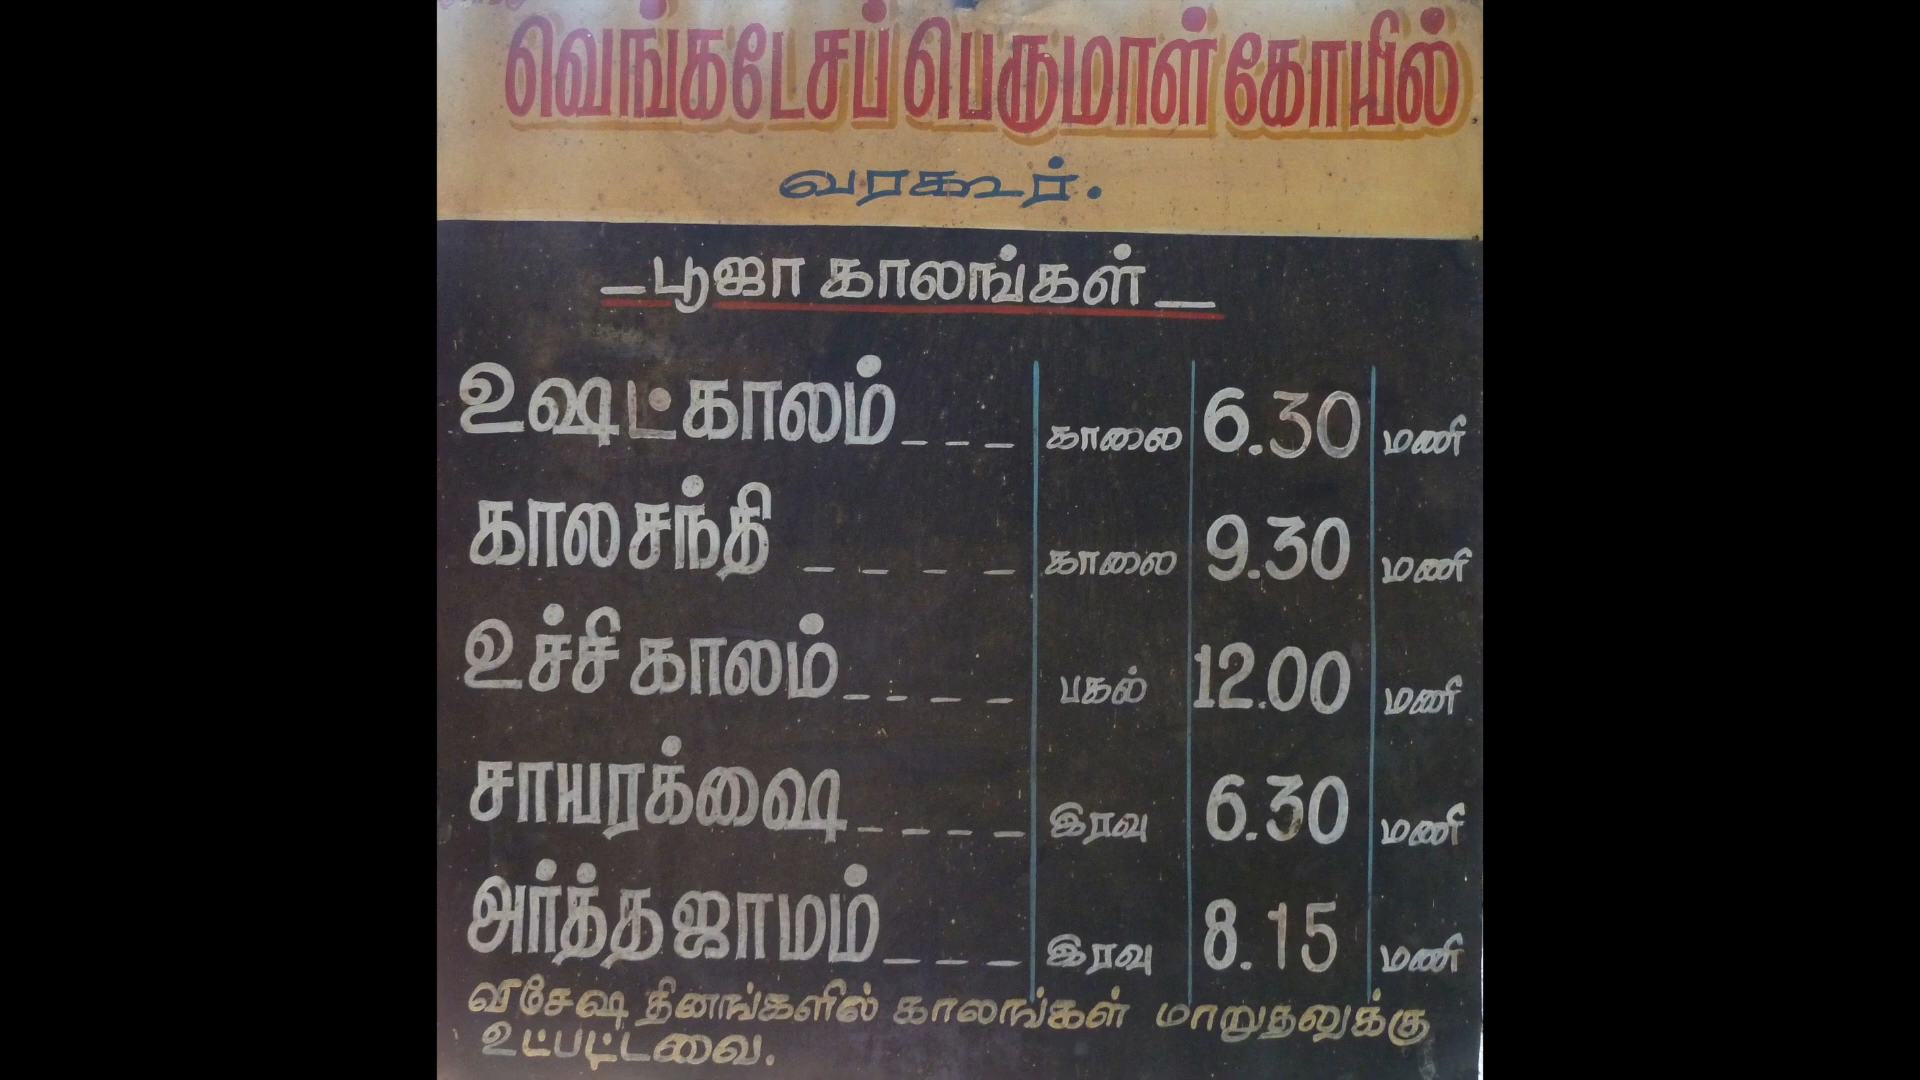 வெங்கடேசப் பெருமாள் கோயில்
வரகூர்.
_பூஜா காலங்கள்_
உஷட்காலம்_ _ _ காலை 6.30 மணி
காலசந்தி _ _ _ _ காலை 9.30 மணி
உச்சி காலம்_ _ _ _ பகல் 12.00 மணி
சாயரக்ஷை_ _ _ _ இரவு 6.30 மணி
அர்த்தஜாமம்_ _ _ இரவு 8.15 மணி
விசேஷ தினங்களில் காலங்கள் மாறுதலுக்கு
உட்பட்டவை.